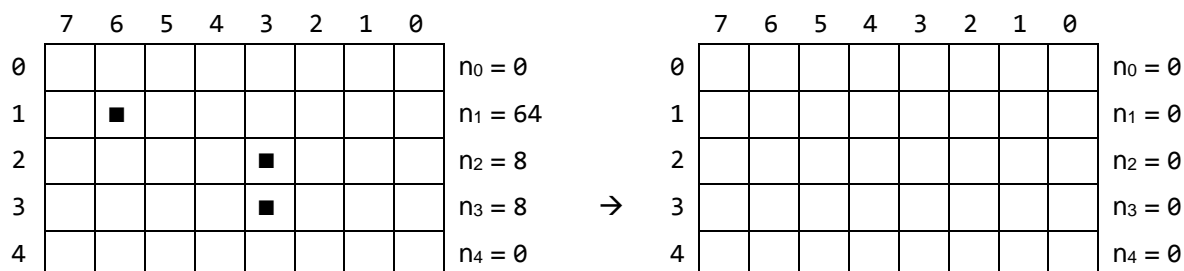 7 6 5 4 3 2 1 0 7 6 5 4 3 2 1 0
0 n₀ = 0 0 n₀ = 0
1 ■ n₁ = 64 1 n₁ = 0
2 ■ n₂ = 8 2 n₂ = 0
3 ■ n₃ = 8 → 3 n₃ = 0
4 n₄ = 0 4 n₄ = 0